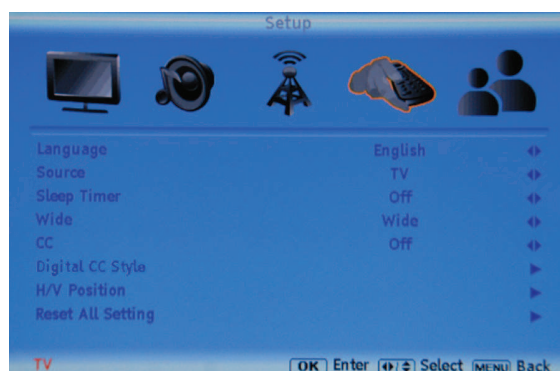 Setup
Language English
Source TV
Sleep Timer Off
Wide Wide
CC Off
Digital CC Style
H/V Position
Reset All Setting
TV OK Enter Select MENU Back